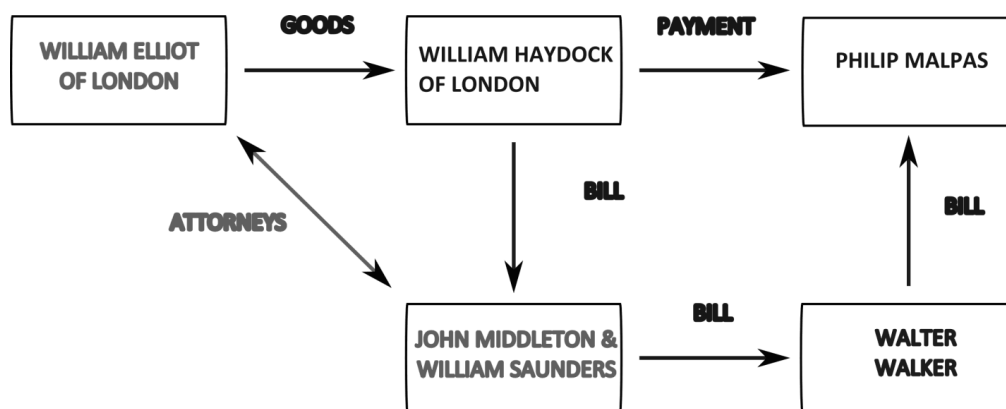 GOODS
PAYMENT
WILLIAM ELLIOT
OF LONDON
WILLIAM HAYDOCK
OF LONDON
PHILIP MALPAS
BILL
BILL
ATTORNEYS
BILL
JOHN MIDDLETON &
WILLIAM SAUNDERS
WALTER
WALKER